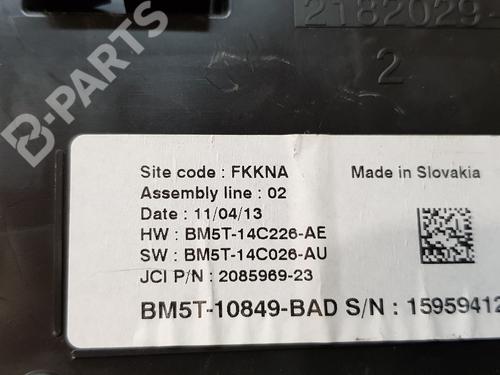 B-PARTS
2182029-
2
Site code : FKKNA
Made in Slovakia
Assembly line : 02
Date : 11/04/13
HW : BM5T-14C226-AE
SW : BM5T-14C026-AU
JCI P/N : 2085969-23
BM5T-10849-BAD S/N : 15959412